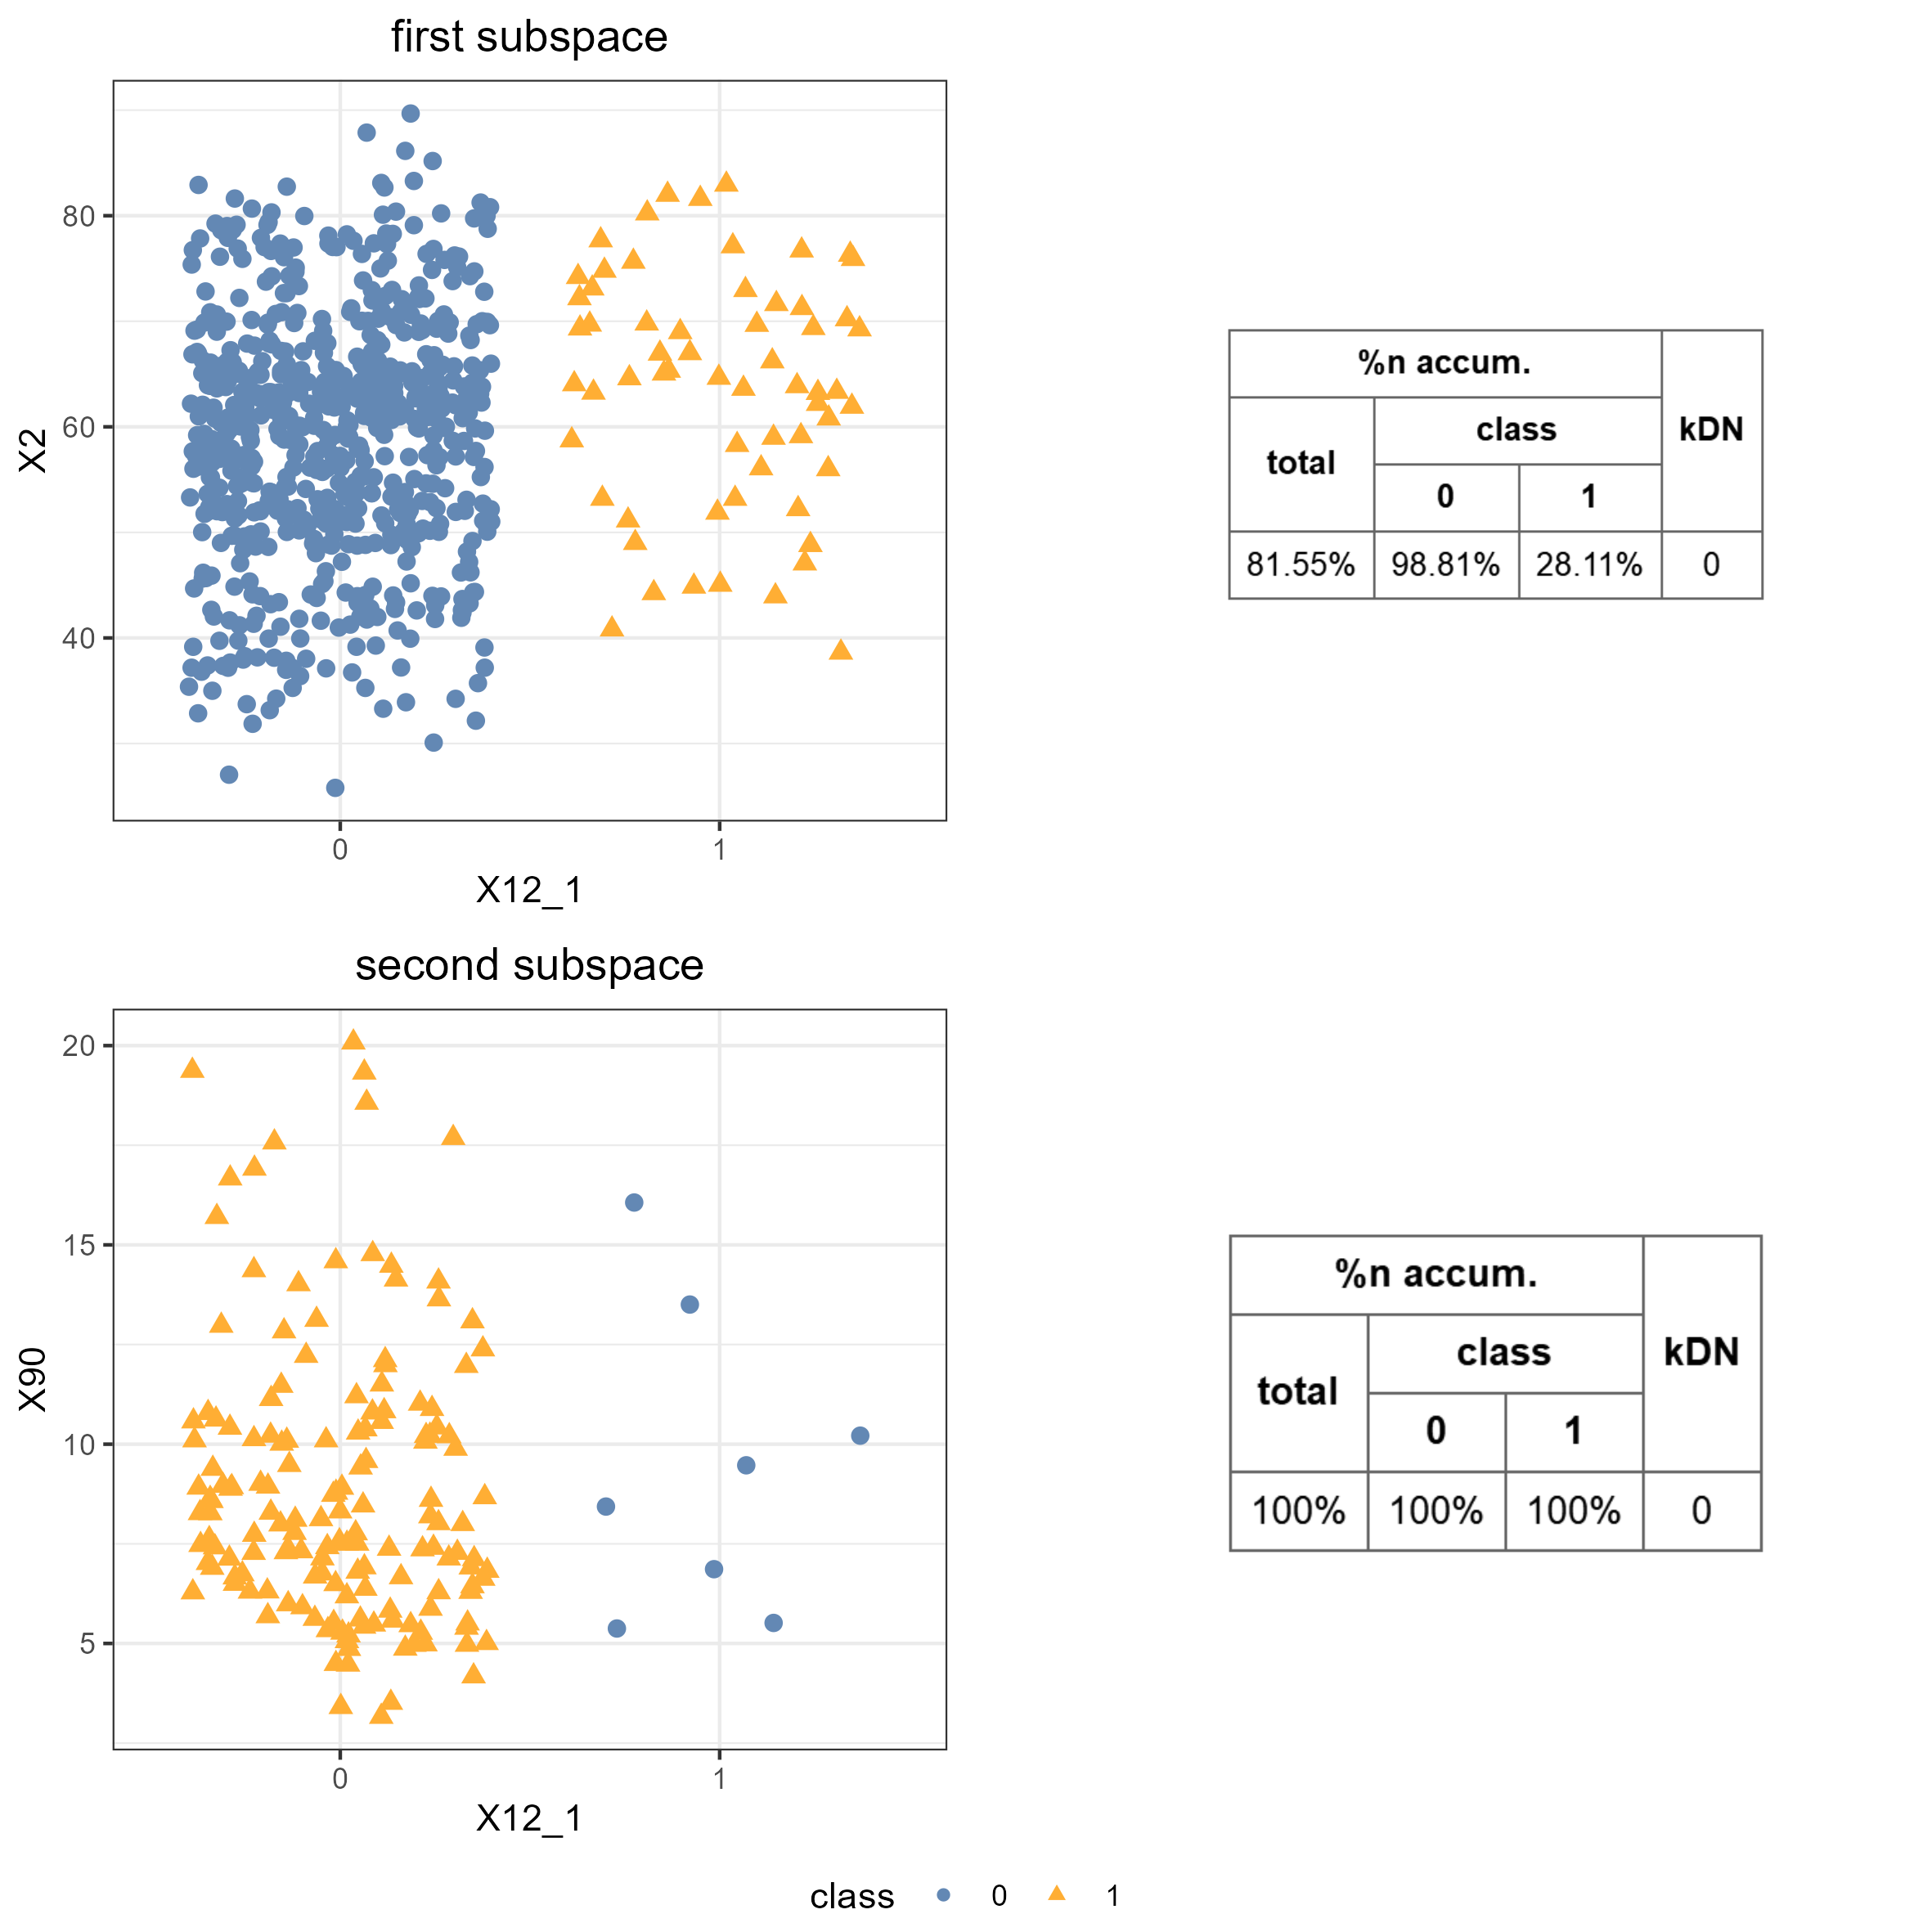 first subspace
X2
80
60
40
0 1
X12_1
%n accum. kDN
total class
0 1
81.55% 98.81% 28.11% 0
second subspace
X90
20
15
10
5
0 1
X12_1
%n accum. kDN
total class
0 1
100% 100% 100% 0
class 0 1